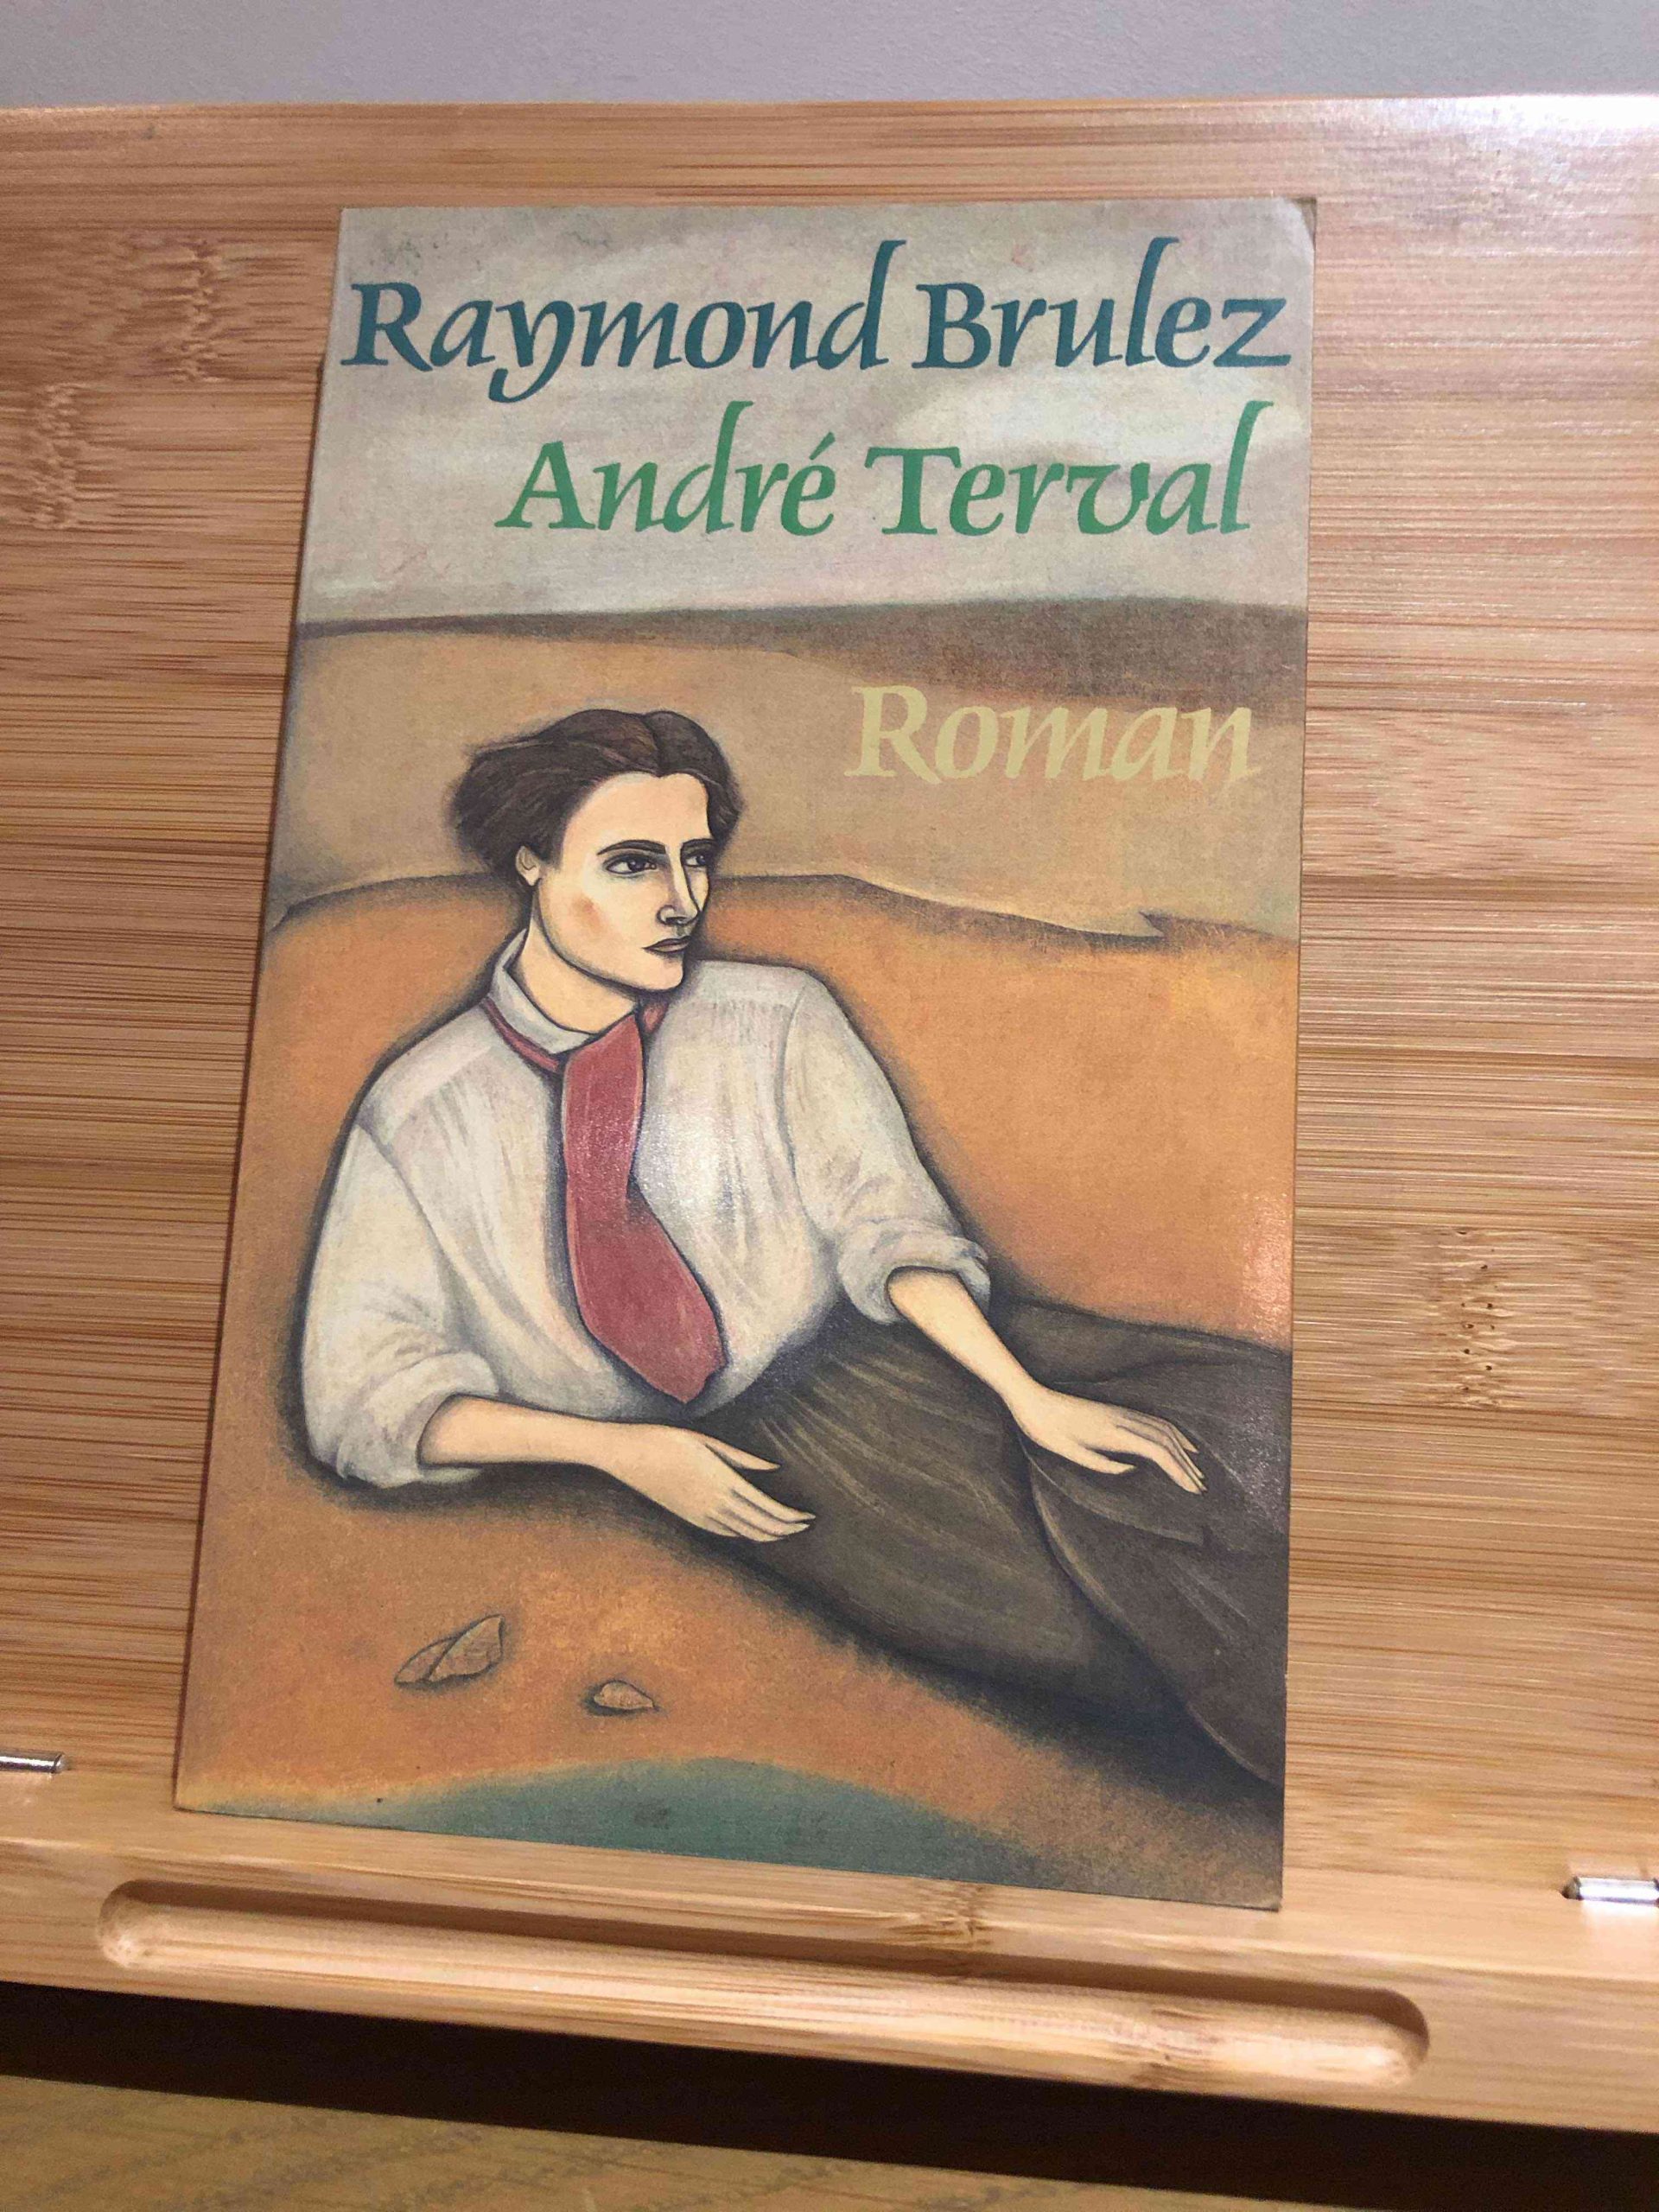 Raymond Brulez
André Terval
Roman